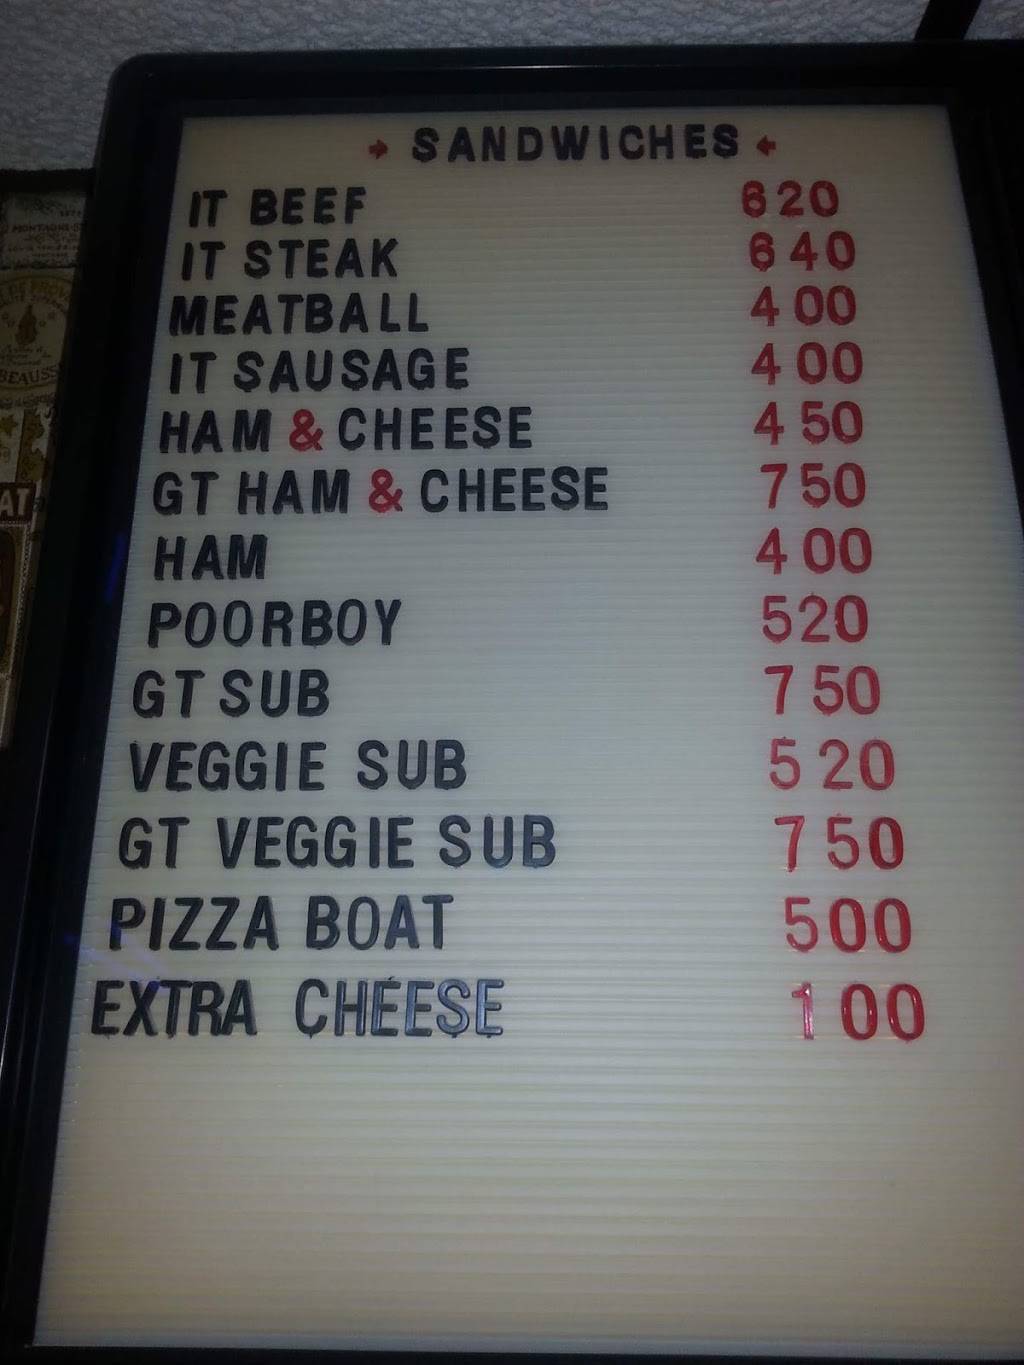 SANDWICHES
IT BEEF 620
IT STEAK 640
MEATBALL 400
IT SAUSAGE 400
HAM & CHEESE 450
GT HAM & CHEESE 750
HAM 400
POORBOY 520
GT SUB 750
VEGGIE SUB 520
GT VEGGIE SUB 750
PIZZA BOAT 500
EXTRA CHEESE 100